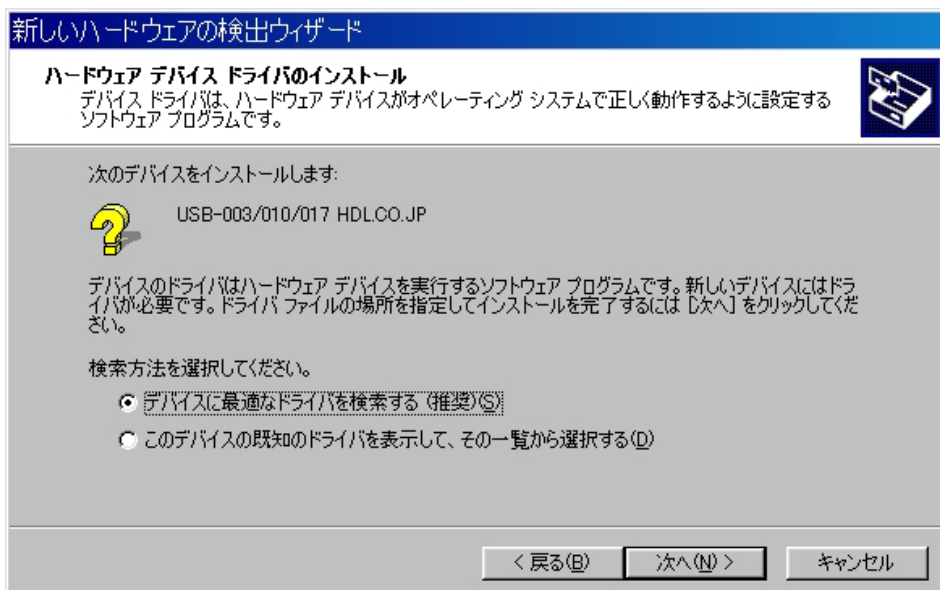 新しいハードウェアの検出ウィザード
ハードウェア デバイス ドライバのインストール
デバイス ドライバは、ハードウェア デバイスがオペレーティング システムで正しく動作するように設定する
ソフトウェア プログラムです。
次のデバイスをインストールします:
USB-003/010/017 HDL.CO.JP
デバイスのドライバはハードウェア デバイスを実行するソフトウェア プログラムです。新しいデバイスにはドラ
イバが必要です。ドライバ ファイルの場所を指定してインストールを完了するには [次へ] をクリックしてくだ
さい。
検索方法を選択してください。
デバイスに最適なドライバを検索する (推奨)(S)
このデバイスの既知のドライバを表示して、その一覧から選択する(D)
< 戻る(B) 次へ(N) > キャンセル